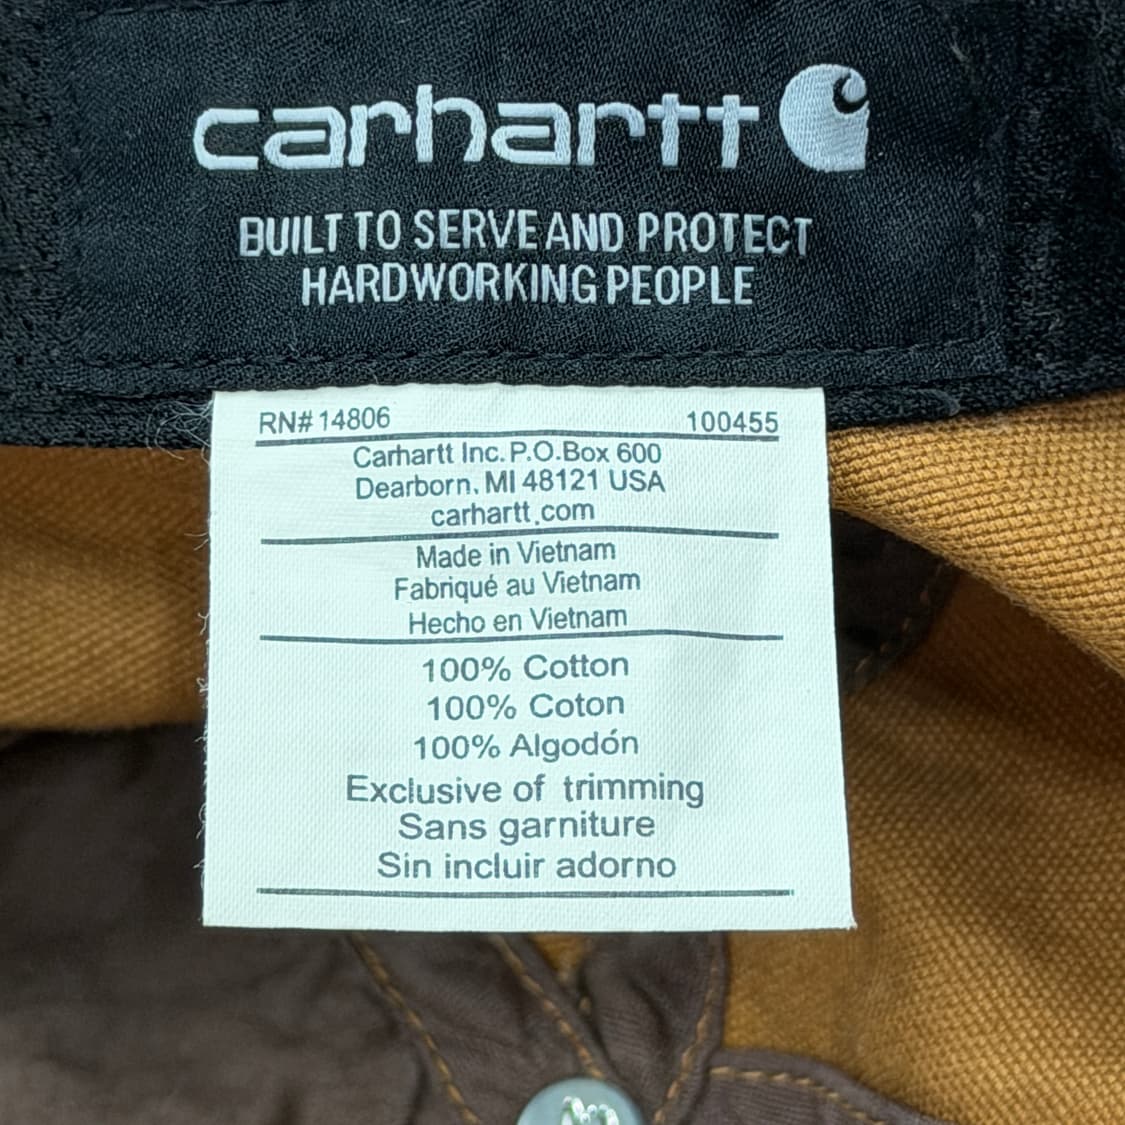 carhartt
BUILT TO SERVE AND PROTECT
HARDWORKING PEOPLE
RN# 14806 100455
Carhartt Inc. P.O.Box 600
Dearborn, MI 48121 USA
carhartt.com
Made in Vietnam
Fabriqué au Vietnam
Hecho en Vietnam
100% Cotton
100% Coton
100% Algodón
Exclusive of trimming
Sans garniture
Sin incluir adorno